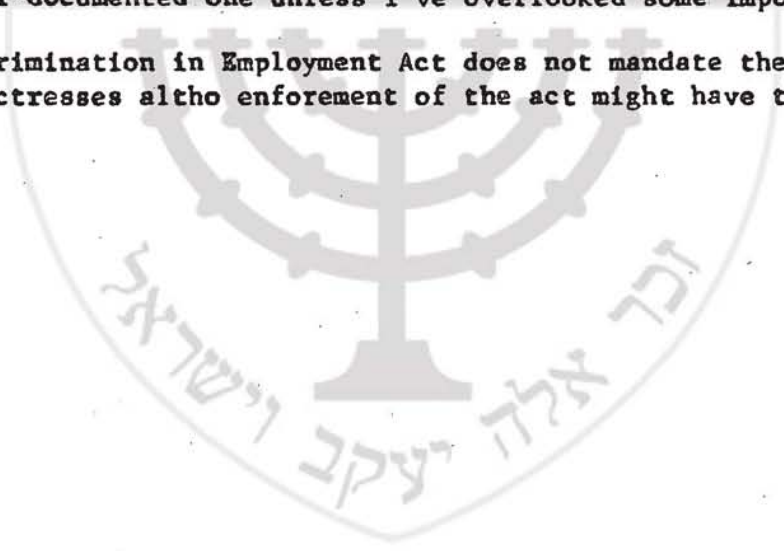 documented one unless I've overlooked some
rimination in Employment Act does not mandate the
ctresses altho enforement of the act might have t
זכר אלה יעקב וישראל